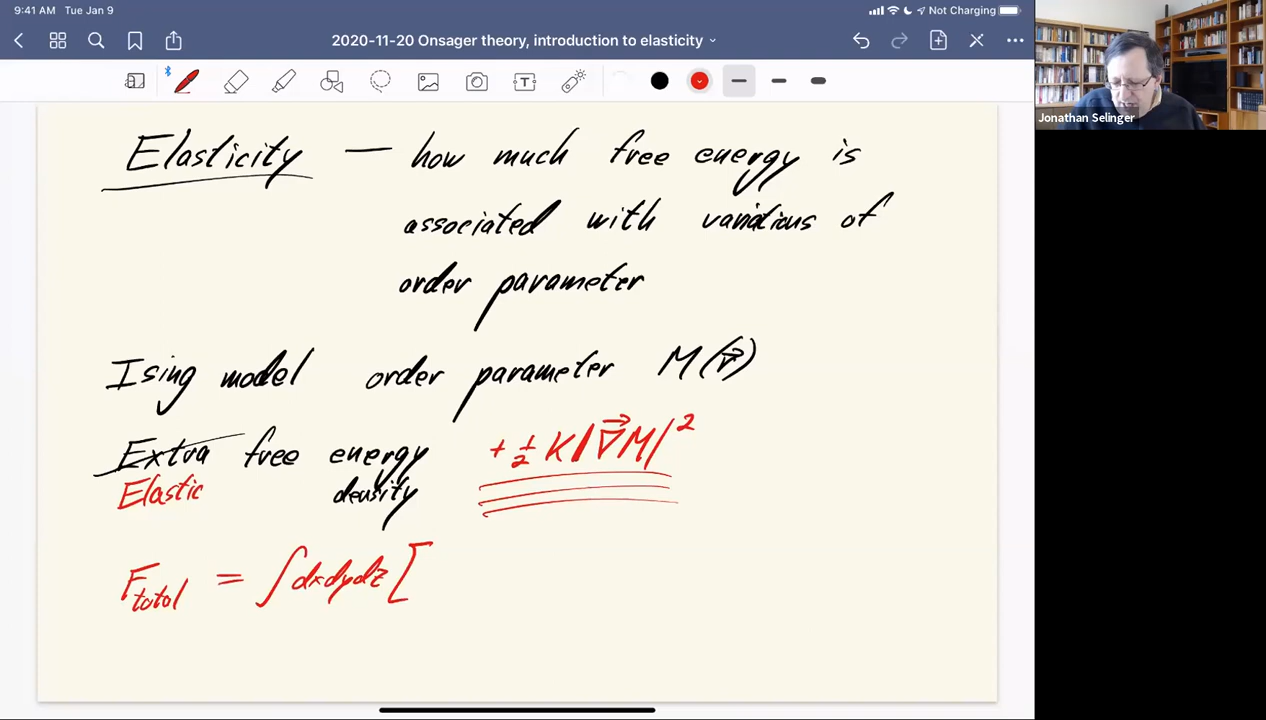 9:41 AM Tue Jan 9
Not Charging
2020-11-20 Onsager theory, introduction to elasticity
Jonathan Selinger
Elasticity — how much free energy is
associated with variations of
order parameter
Ising model order parameter M(r⃗)
Extra free energy + ½ K|∇⃗M|²
Elastic density
F_total = ∫dxdydz [